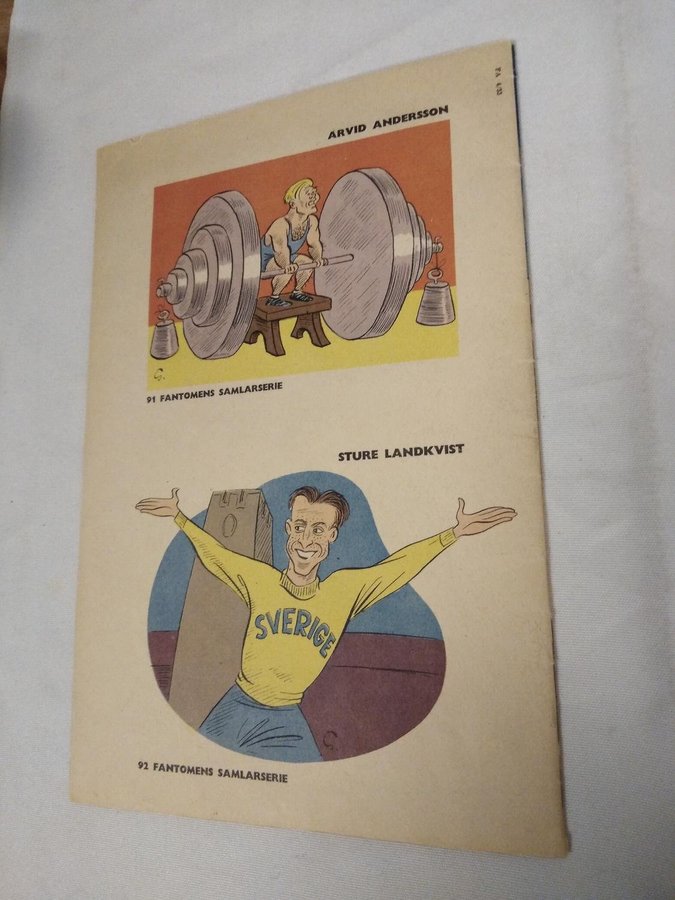 ARVID ANDERSSON
91 FANTOMENS SAMLARSERIE
STURE LANDKVIST
SVERIGE
92 FANTOMENS SAMLARSERIE